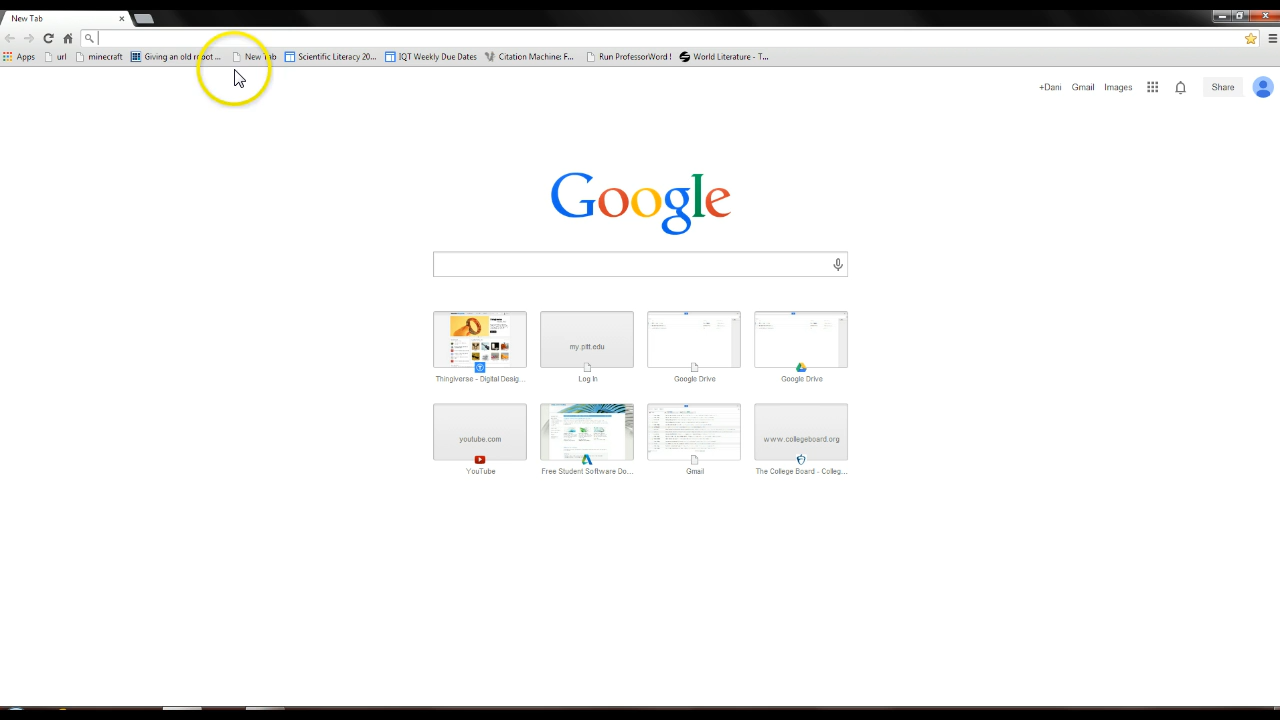 New Tab
Apps url minecraft Giving an old robot ... New Tab Scientific Literacy 20... IQT Weekly Due Dates Citation Machine: F... Run ProfessorWord ! World Literature - T...
+Dani Gmail Images Share
Google
my.pitt.edu
Thingiverse - Digital Desig... Log In Google Drive Google Drive
youtube.com www.collegeboard.org
YouTube Free Student Software Do... Gmail The College Board - Colleg...